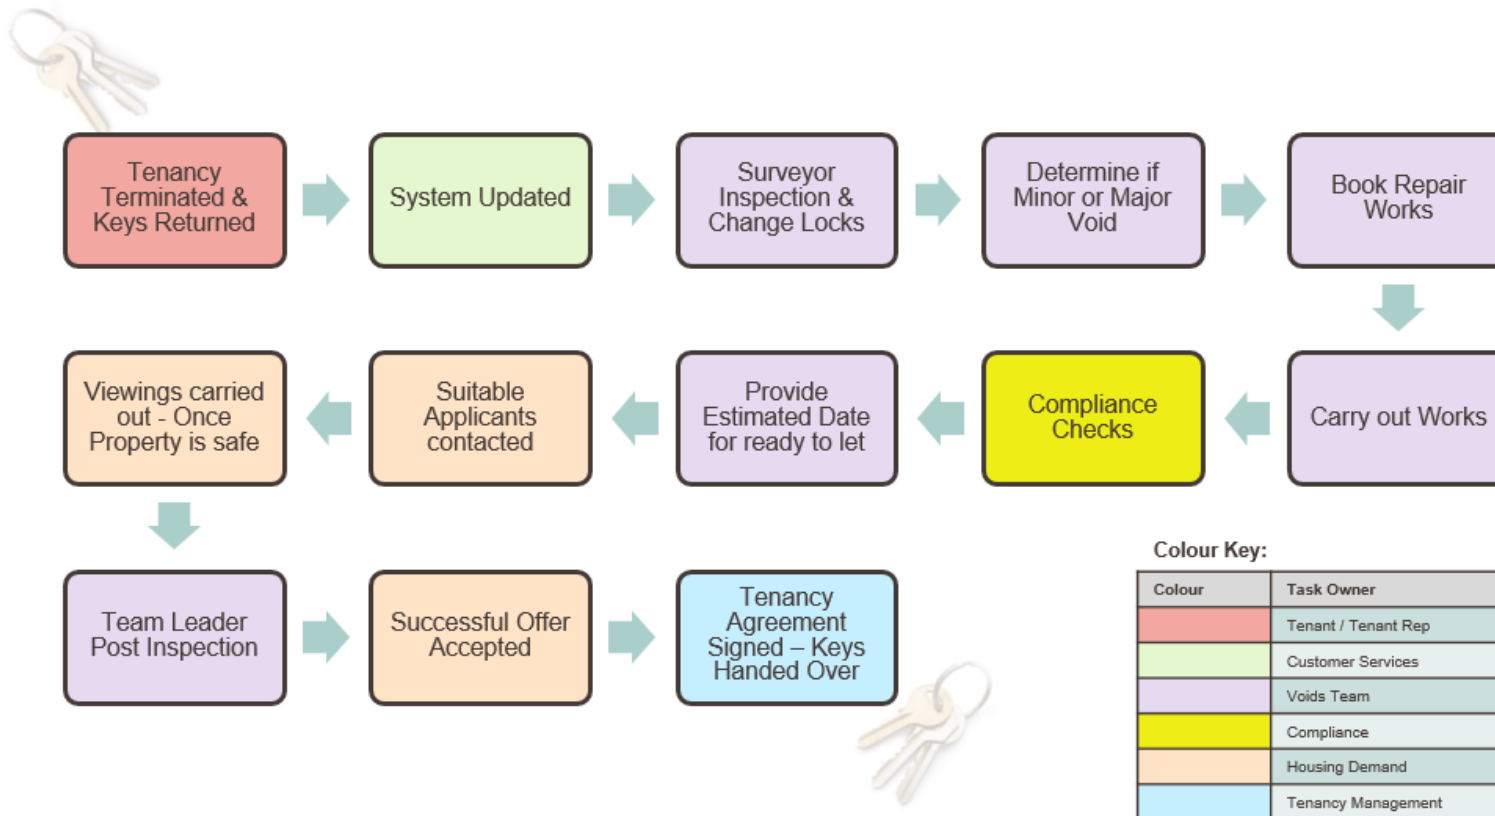 Tenancy
Terminated &
Keys Returned
System Updated
Surveyor
Inspection &
Change Locks
Determine if
Minor or Major
Void
Book Repair
Works
Viewings carried
out - Once
Property is safe
Suitable
Applicants
contacted
Provide
Estimated Date
for ready to let
Compliance
Checks
Carry out Works
Team Leader
Post Inspection
Successful Offer
Accepted
Tenancy
Agreement
Signed – Keys
Handed Over
Colour Key:
Colour Task Owner
Tenant / Tenant Rep
Customer Services
Voids Team
Compliance
Housing Demand
Tenancy Management